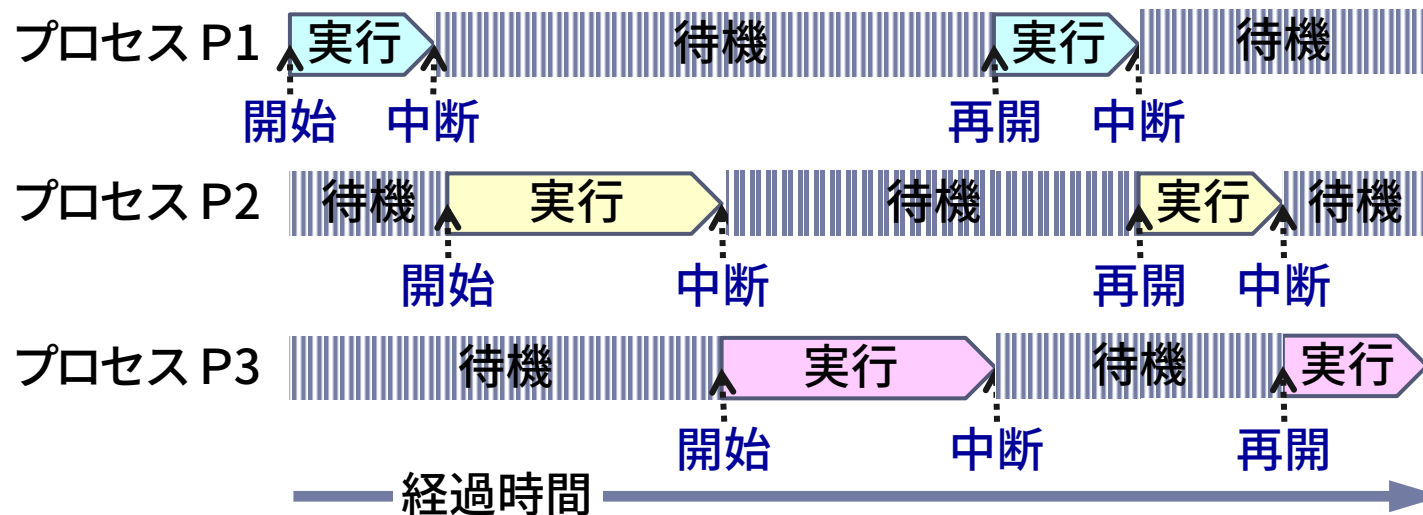 プロセス P1 実行 待機 実行 待機
開始 中断 再開 中断
プロセス P2 待機 実行 待機 実行 待機
開始 中断 再開 中断
プロセス P3 待機 実行 待機 実行
開始 中断 再開
経過時間